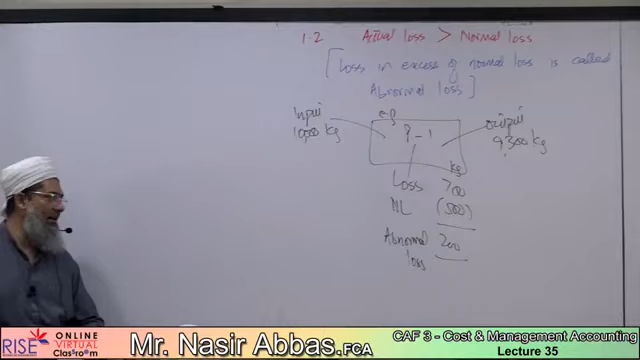 1.2 Actual loss > Normal loss
[Loss in excess of normal loss is called
Abnormal loss]
e.g
Input
10,000 kg
P-1
output
9,300 kg
kg
Loss 700
NL (500)
Abnormal 200
loss
RISE ONLINE VIRTUAL Classroom
Mr. Nasir Abbas.FCA
CAF 3 - Cost & Management Accounting
Lecture 35